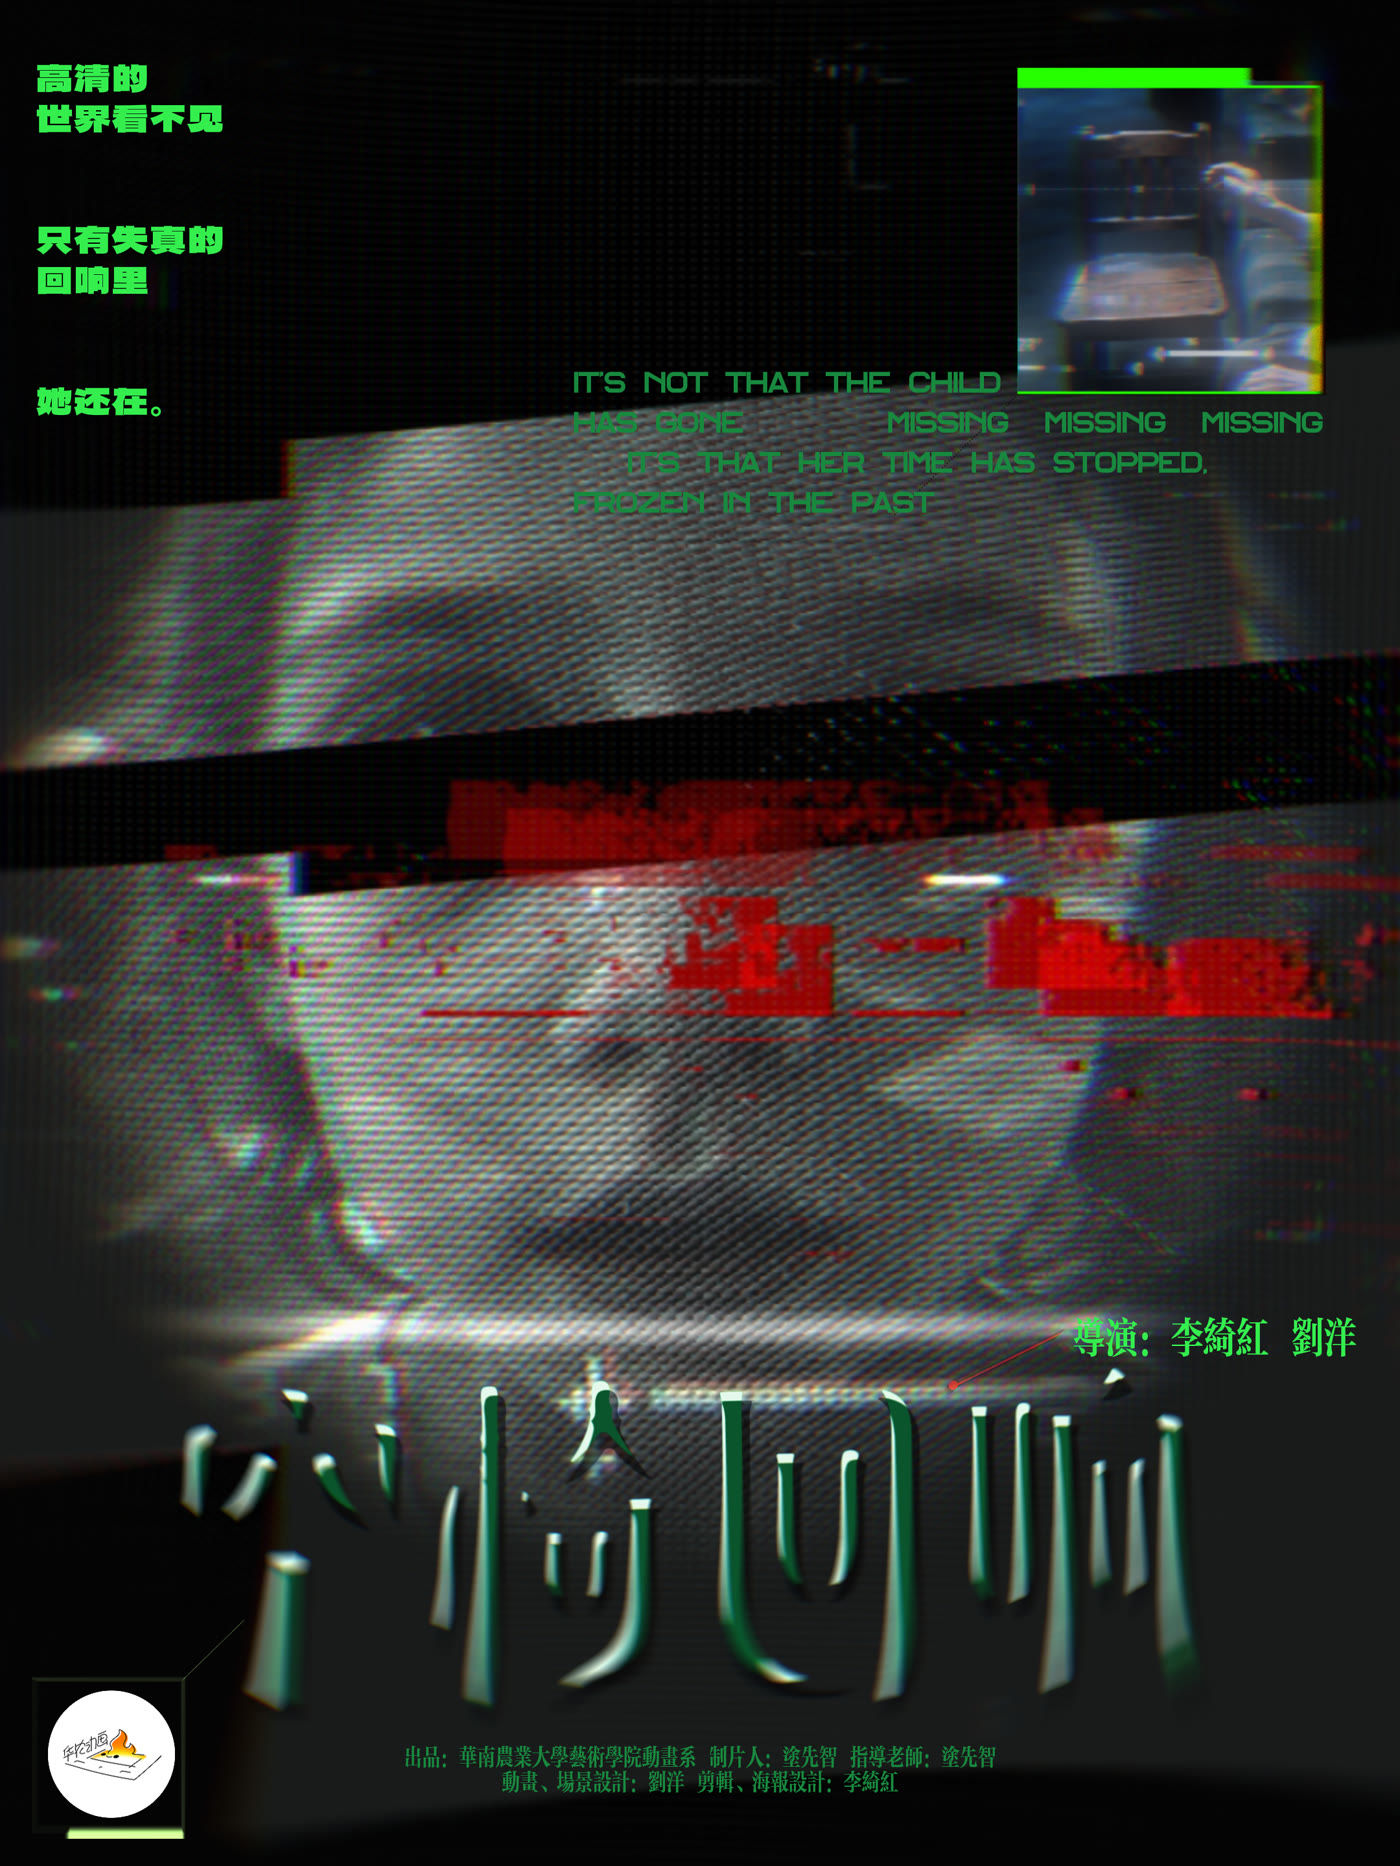 高清的
世界看不见
只有失真的
回响里
她还在。
IT'S NOT THAT THE CHILD
HAS GONE MISSING MISSING MISSING
IT'S THAT HER TIME HAS STOPPED,
FROZEN IN THE PAST
導演：李綺紅 劉洋
出品：華南農業大學藝術學院動畫系 制片人：塗先智 指導老師：塗先智
動畫、場景設計：劉洋 剪輯、海報設計：李綺紅